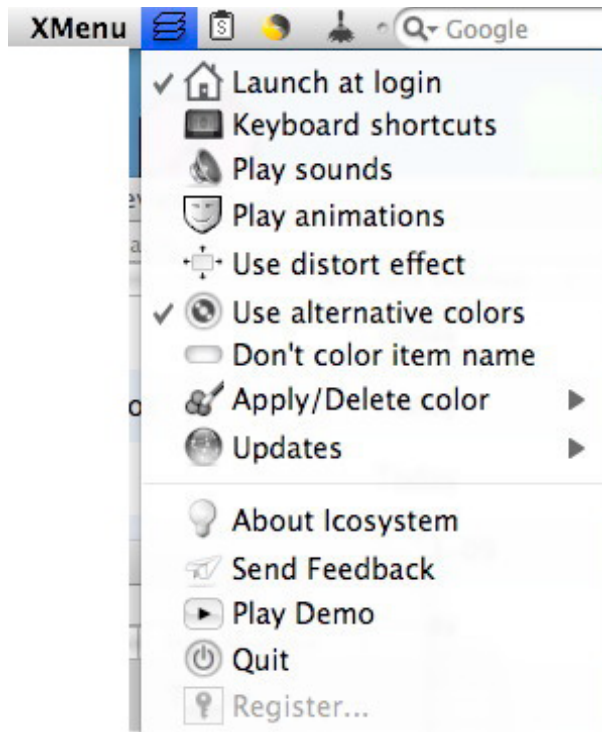 XMenu
Google
Launch at login
Keyboard shortcuts
Play sounds
Play animations
Use distort effect
Use alternative colors
Don't color item name
Apply/Delete color
Updates
About Icosystem
Send Feedback
Play Demo
Quit
Register...